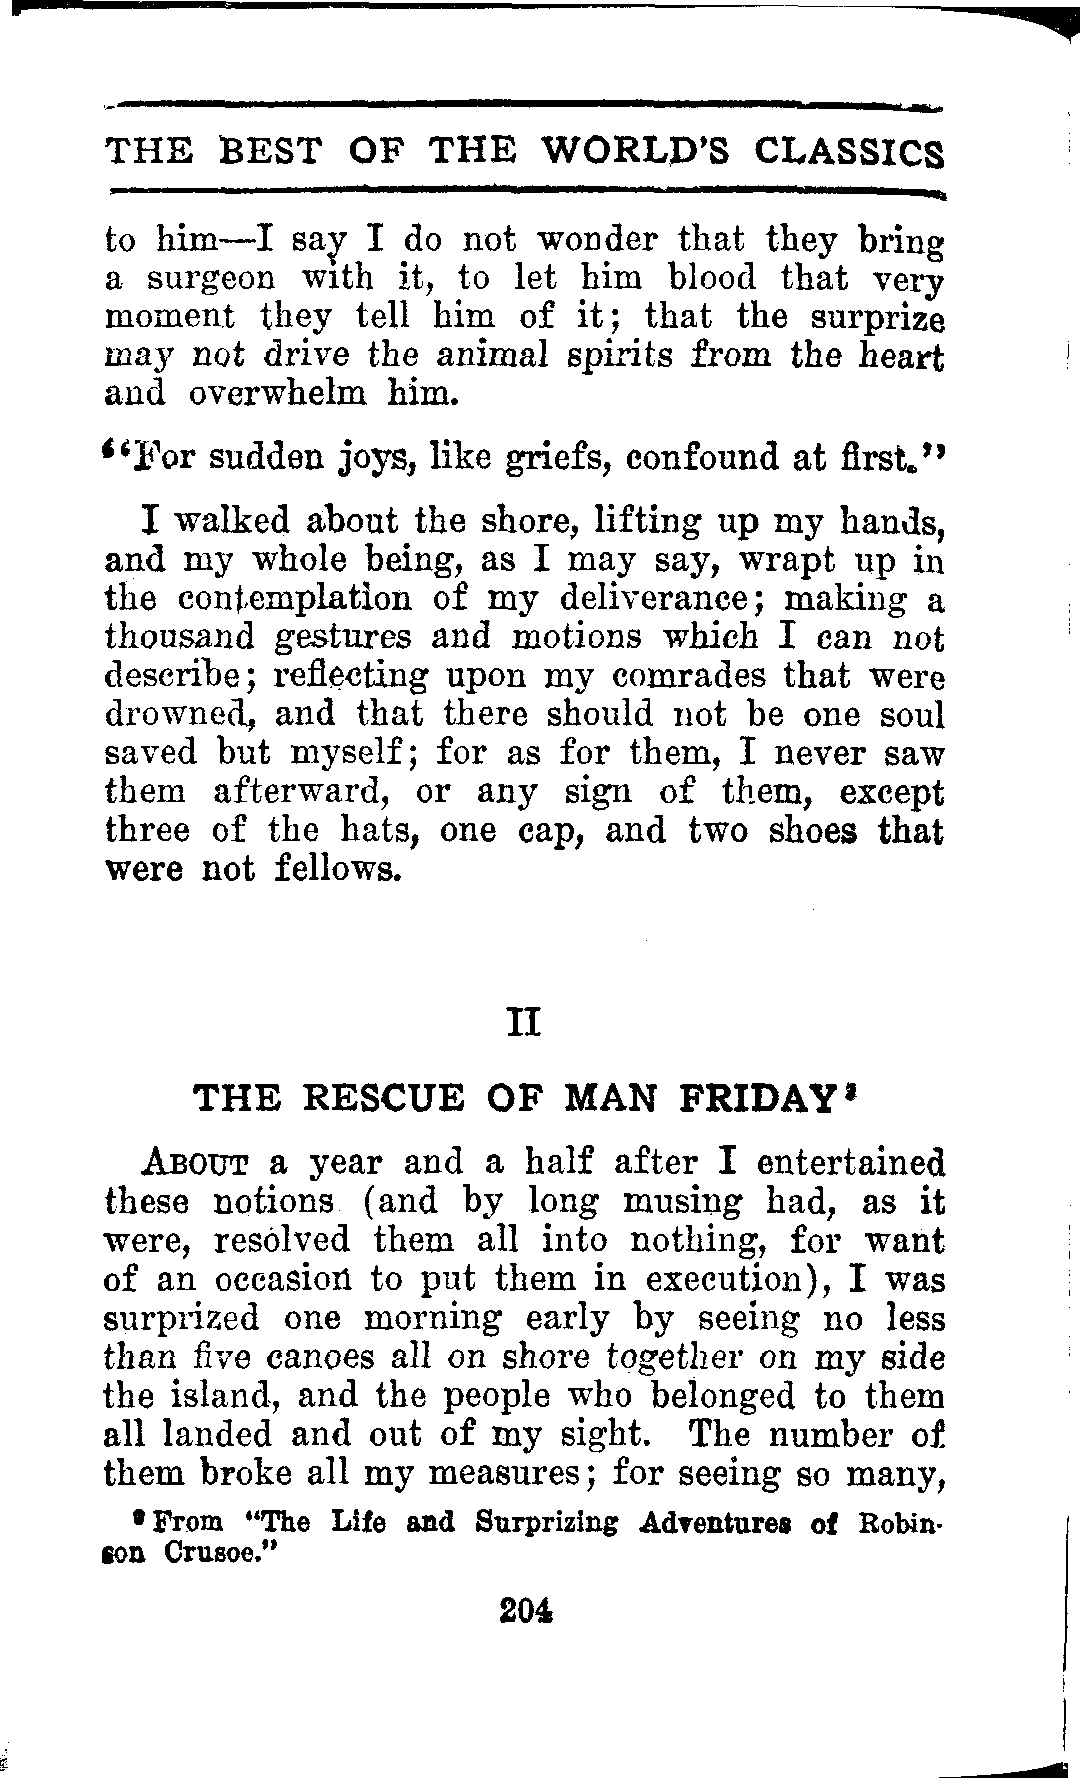 THE BEST OF THE WORLD'S CLASSICS
to him—I say I do not wonder that they bring
a surgeon with it, to let him blood that very
moment they tell him of it; that the surprize
may not drive the animal spirits from the heart
and overwhelm him.
"For sudden joys, like griefs, confound at first."
I walked about the shore, lifting up my hands,
and my whole being, as I may say, wrapt up in
the contemplation of my deliverance; making a
thousand gestures and motions which I can not
describe; reflecting upon my comrades that were
drowned, and that there should not be one soul
saved but myself; for as for them, I never saw
them afterward, or any sign of them, except
three of the hats, one cap, and two shoes that
were not fellows.
II
THE RESCUE OF MAN FRIDAY
ABOUT a year and a half after I entertained
these notions (and by long musing had, as it
were, resolved them all into nothing, for want
of an occasion to put them in execution), I was
surprized one morning early by seeing no less
than five canoes all on shore together on my side
the island, and the people who belonged to them
all landed and out of my sight. The number of
them broke all my measures; for seeing so many,
From "The Life and Surprizing Adventures of Robin-
son Crusoe."
204